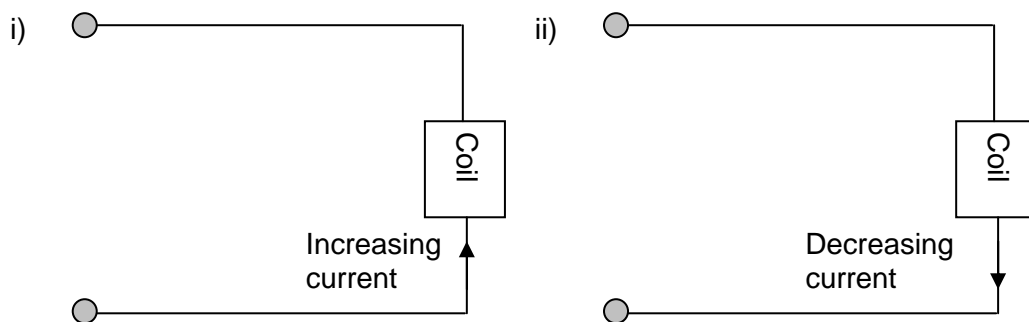 i)
Coil
Increasing
current
ii)
Coil
Decreasing
current